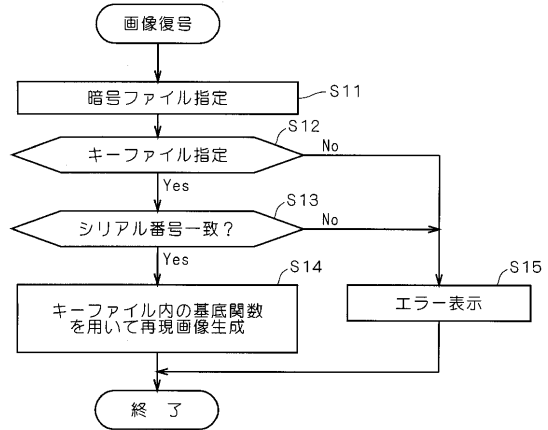 画像復号
暗号ファイル指定
S11
キーファイル指定
S12
No
Yes
シリアル番号一致？
S13
No
Yes
キーファイル内の基底関数
を用いて再現画像生成
S14
エラー表示
S15
終 了